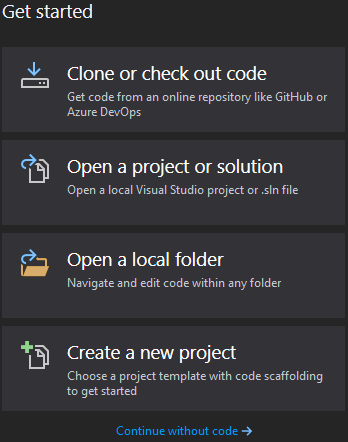 Get started
Clone or check out code
Get code from an online repository like GitHub or
Azure DevOps
Open a project or solution
Open a local Visual Studio project or .sln file
Open a local folder
Navigate and edit code within any folder
Create a new project
Choose a project template with code scaffolding
to get started
Continue without code →